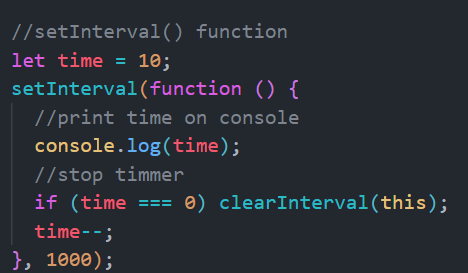 //setInterval() function
let time = 10;
setInterval(function () {
  //print time on console
  console.log(time);
  //stop timmer
  if (time === 0) clearInterval(this);
  time--;
}, 1000);